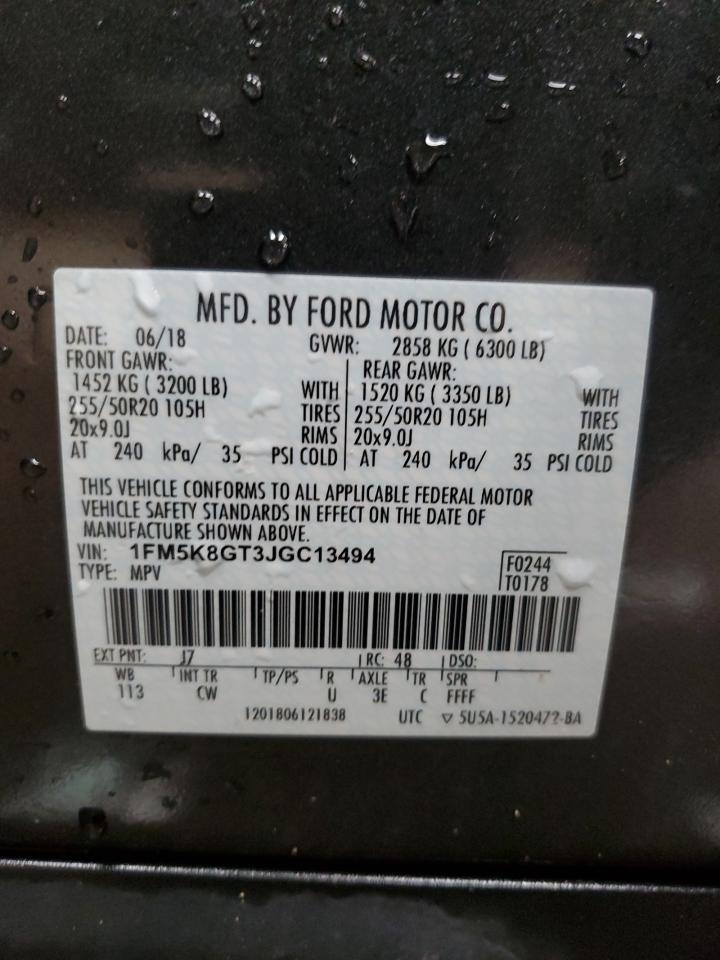 MFD. BY FORD MOTOR CO.
DATE: 06/18 GVWR: 2858 KG ( 6300 LB)
FRONT GAWR: REAR GAWR:
1452 KG ( 3200 LB) WITH 1520 KG ( 3350 LB) WITH
255/50R20 105H TIRES 255/50R20 105H TIRES
20x9.0J RIMS 20x9.0J RIMS
AT 240 kPa/ 35 PSI COLD AT 240 kPa/ 35 PSI COLD
THIS VEHICLE CONFORMS TO ALL APPLICABLE FEDERAL MOTOR
VEHICLE SAFETY STANDARDS IN EFFECT ON THE DATE OF
MANUFACTURE SHOWN ABOVE.
VIN: 1FM5K8GT3JGC13494 F0244
TYPE: MPV T0178
EXT PNT: J7 RC: 48 DSO:
WB INT TR TP/PS R AXLE TR SPR
113 CW U 3E C FFFF
1201806121838 UTC ▽